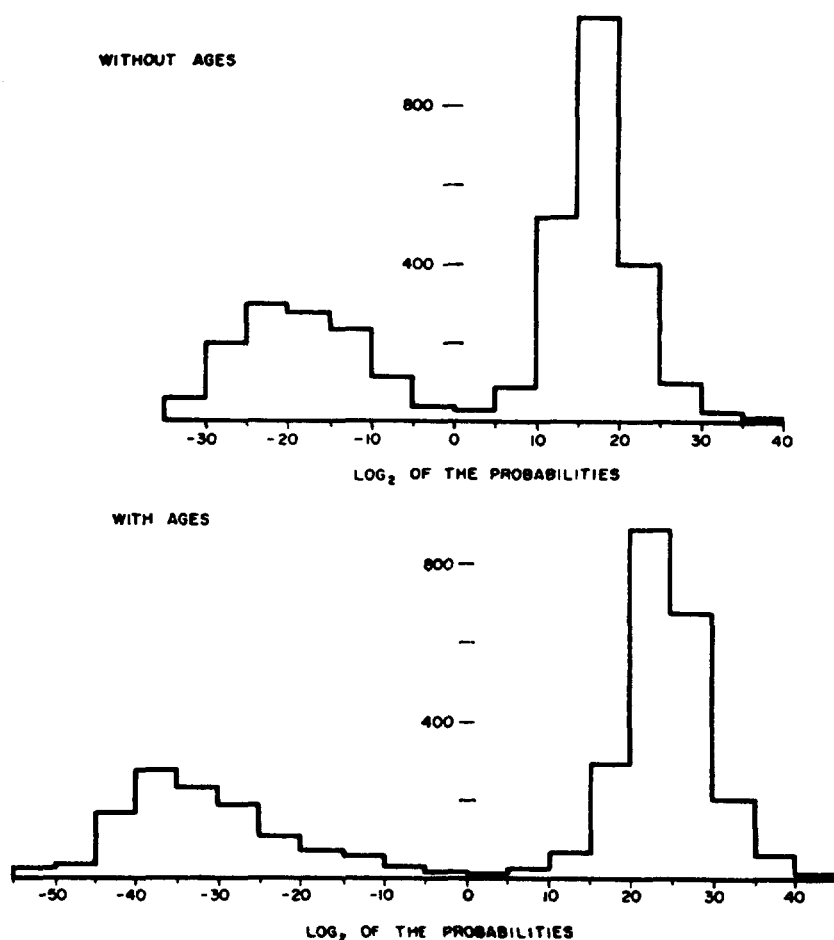 WITHOUT AGES
800
400
-30 -20 -10 0 10 20 30 40
LOG₂ OF THE PROBABILITIES
WITH AGES
800
400
-50 -40 -30 -20 -10 0 10 20 30 40
LOG₂ OF THE PROBABILITIES